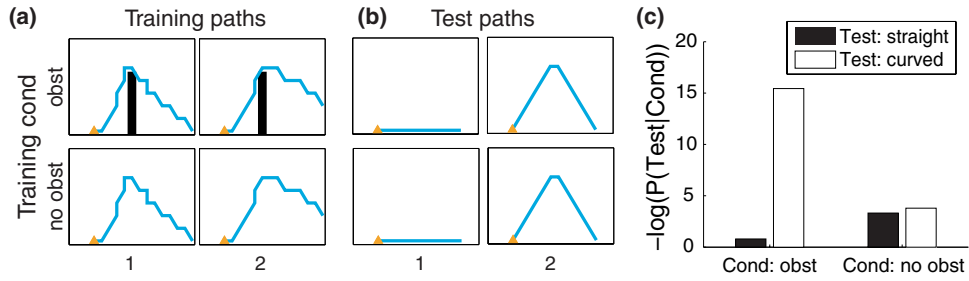 (a) Training paths
Training cond
obst
no obst
1 2
(b) Test paths
1 2
(c)
−log(P(Test|Cond))
20
15
10
5
0
Test: straight
Test: curved
Cond: obst Cond: no obst